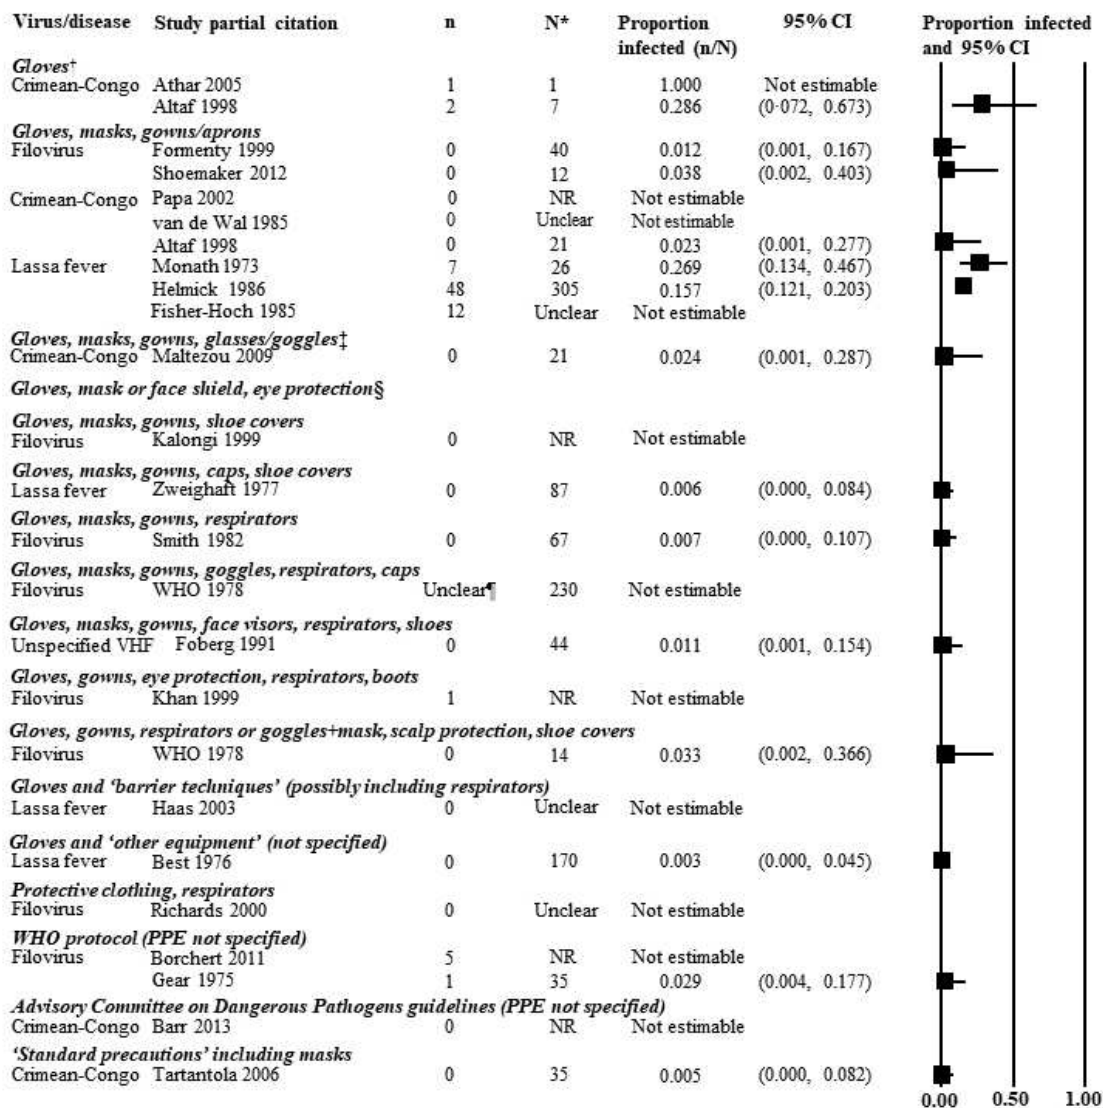 Virus/disease Study partial citation n N* Proportion infected (n/N) 95% CI Proportion infected and 95% CI
Gloves†
Crimean-Congo Athar 2005 1 1 1.000 Not estimable
Altaf 1998 2 7 0.286 (0·072, 0.673)
Gloves, masks, gowns/aprons
Filovirus Formenty 1999 0 40 0.012 (0.001, 0.167)
Shoemaker 2012 0 12 0.038 (0.002, 0.403)
Crimean-Congo Papa 2002 0 NR Not estimable
van de Wal 1985 0 Unclear Not estimable
Altaf 1998 0 21 0.023 (0.001, 0.277)
Lassa fever Monath 1973 7 26 0.269 (0.134, 0.467)
Helmick 1986 48 305 0.157 (0.121, 0.203)
Fisher-Hoch 1985 12 Unclear Not estimable
Gloves, masks, gowns, glasses/goggles‡
Crimean-Congo Maltezou 2009 0 21 0.024 (0.001, 0.287)
Gloves, mask or face shield, eye protection§
Gloves, masks, gowns, shoe covers
Filovirus Kalongi 1999 0 NR Not estimable
Gloves, masks, gowns, caps, shoe covers
Lassa fever Zweighaft 1977 0 87 0.006 (0.000, 0.084)
Gloves, masks, gowns, respirators
Filovirus Smith 1982 0 67 0.007 (0.000, 0.107)
Gloves, masks, gowns, goggles, respirators, caps
Filovirus WHO 1978 Unclear¶ 230 Not estimable
Gloves, masks, gowns, face visors, respirators, shoes
Unspecified VHF Foberg 1991 0 44 0.011 (0.001, 0.154)
Gloves, gowns, eye protection, respirators, boots
Filovirus Khan 1999 1 NR Not estimable
Gloves, gowns, respirators or goggles+mask, scalp protection, shoe covers
Filovirus WHO 1978 0 14 0.033 (0.002, 0.366)
Gloves and ‘barrier techniques’ (possibly including respirators)
Lassa fever Haas 2003 0 Unclear Not estimable
Gloves and ‘other equipment’ (not specified)
Lassa fever Best 1976 0 170 0.003 (0.000, 0.045)
Protective clothing, respirators
Filovirus Richards 2000 0 Unclear Not estimable
WHO protocol (PPE not specified)
Filovirus Borchert 2011 5 NR Not estimable
Gear 1975 1 35 0.029 (0.004, 0.177)
Advisory Committee on Dangerous Pathogens guidelines (PPE not specified)
Crimean-Congo Barr 2013 0 NR Not estimable
‘Standard precautions’ including masks
Crimean-Congo Tartantola 2006 0 35 0.005 (0.000, 0.082)
0.00 0.50 1.00